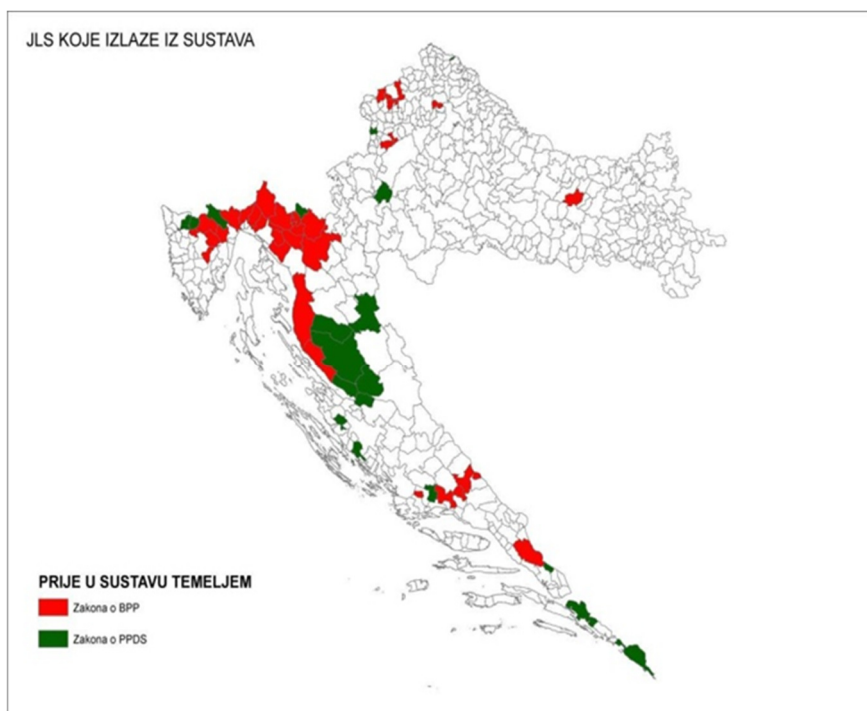 JLS KOJE IZLAZE IZ SUSTAVA
PRIJE U SUSTAVU TEMELJEM
Zakona o BPP
Zakona o PPDS